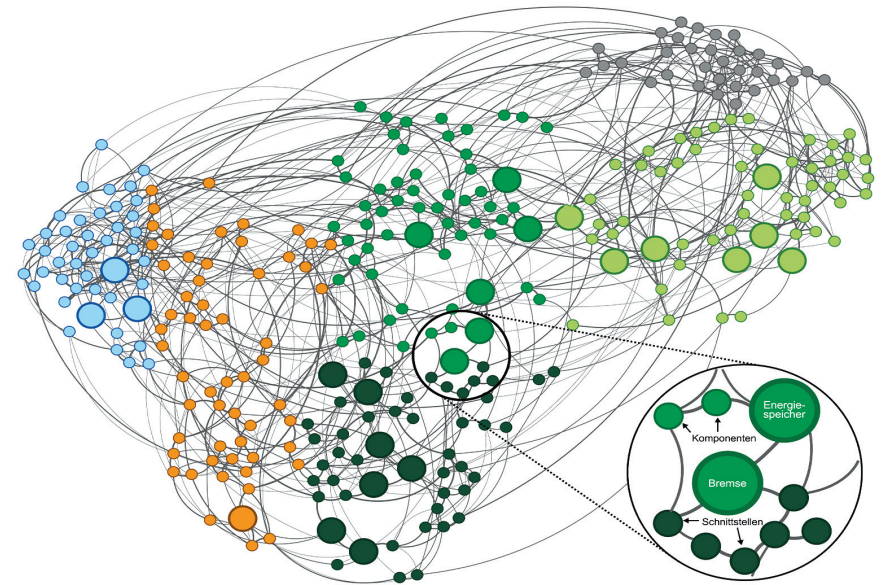 Energie-
speicher
Komponenten
Bremse
Schnittstellen